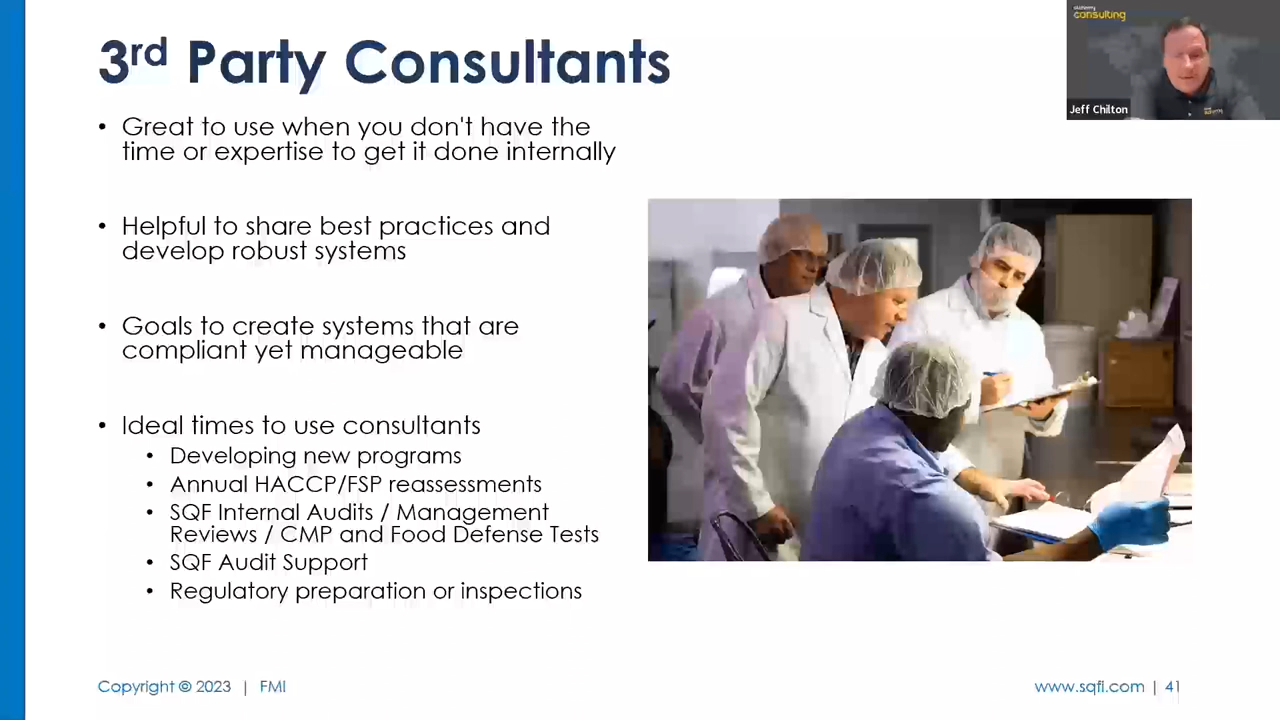 3rd Party Consultants
alchemy
consulting
Jeff Chilton
• Great to use when you don't have the
time or expertise to get it done internally
• Helpful to share best practices and
develop robust systems
• Goals to create systems that are
compliant yet manageable
• Ideal times to use consultants
• Developing new programs
• Annual HACCP/FSP reassessments
• SQF Internal Audits / Management
Reviews / CMP and Food Defense Tests
• SQF Audit Support
• Regulatory preparation or inspections
Copyright © 2023 | FMI
www.sqfi.com | 41